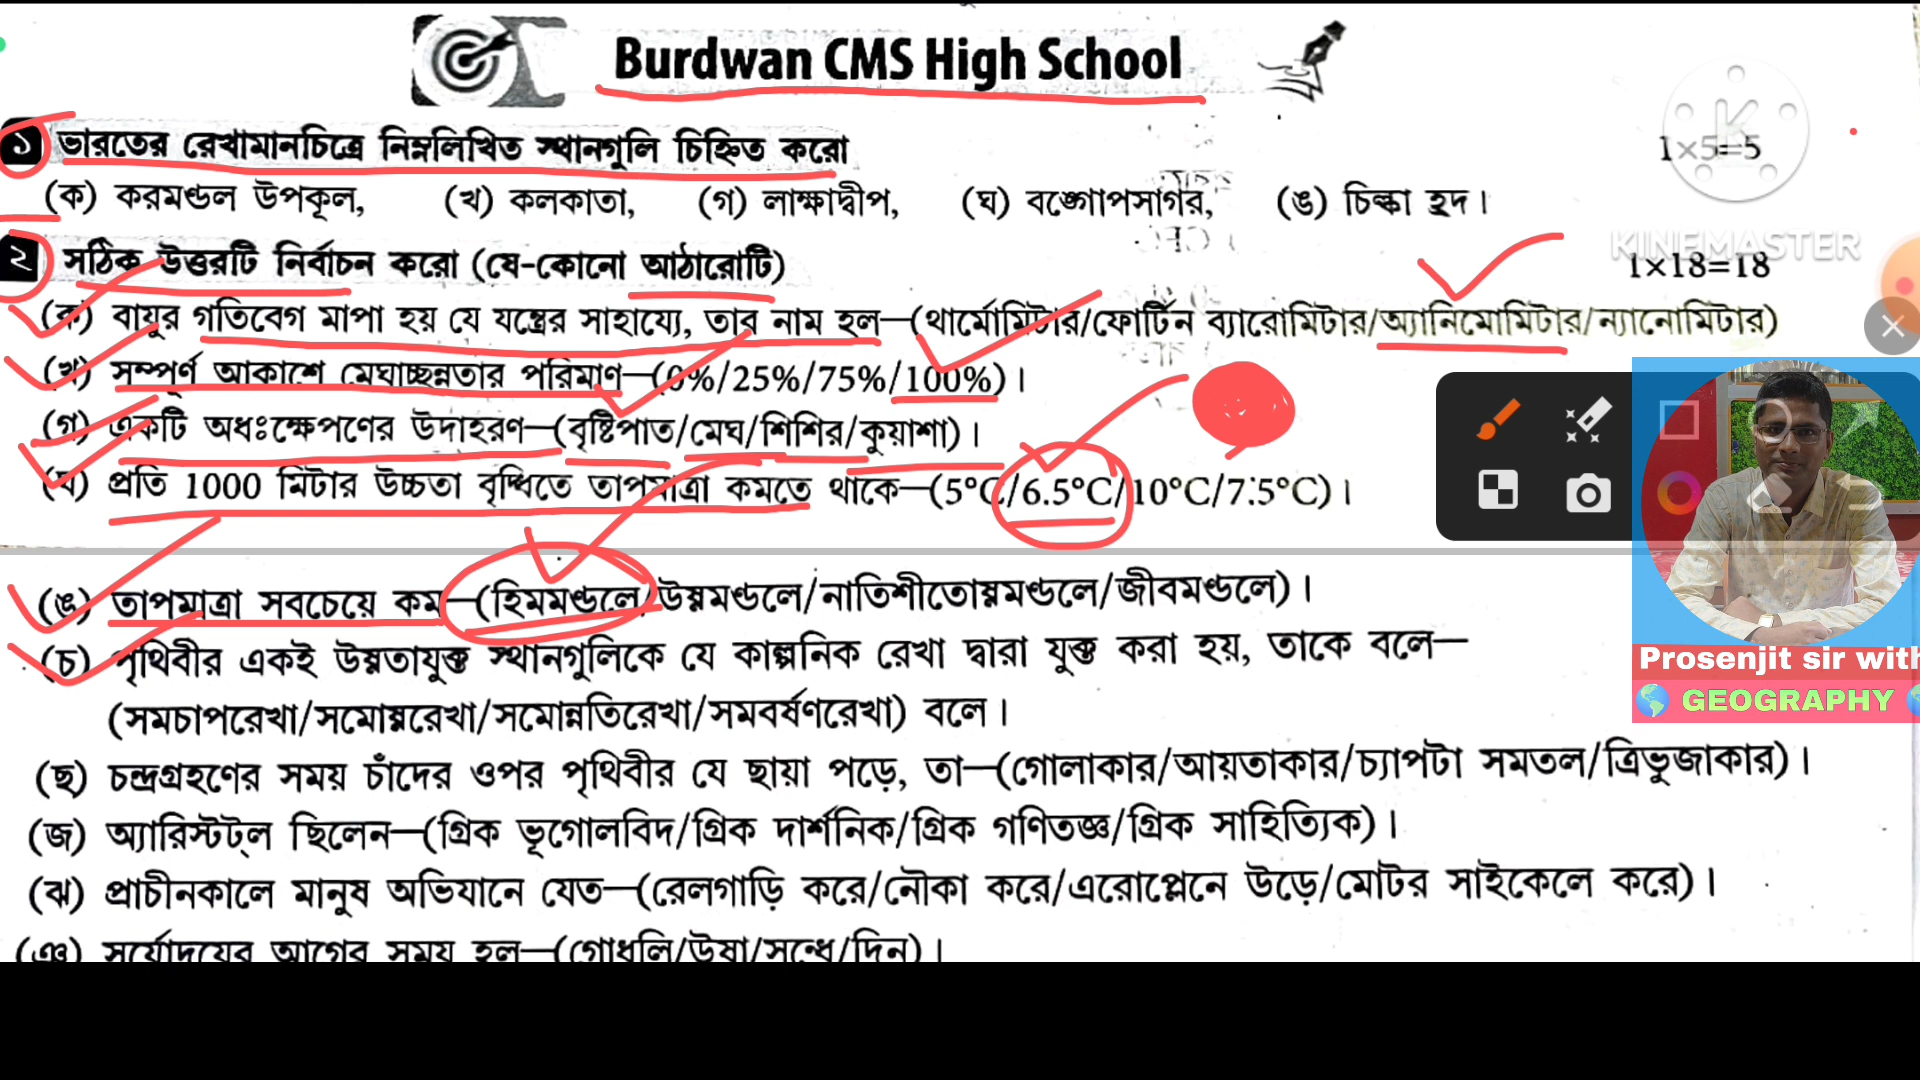 Burdwan CMS High School
১ ভারতের রেখামানচিত্রে নিম্নলিখিত স্থানগুলি চিহ্নিত করো 1×5=5
(ক) করমণ্ডল উপকূল, (খ) কলকাতা, (গ) লাক্ষাদ্বীপ, (ঘ) বঙ্গোপসাগর, (ঙ) চিল্কা হ্রদ।
KINEMASTER
২ সঠিক উত্তরটি নির্বাচন করো (যে-কোনো আঠারোটি) 1×18=18
(ক) বায়ুর গতিবেগ মাপা হয় যে যন্ত্রের সাহায্যে, তার নাম হল—(থার্মোমিটার/ফোর্টিন ব্যারোমিটার/অ্যানিমোমিটার/ন্যানোমিটার)
(খ) সম্পূর্ণ আকাশে মেঘাচ্ছন্নতার পরিমাণ—(0%/25%/75%/100%)।
(গ) একটি অধঃক্ষেপণের উদাহরণ—(বৃষ্টিপাত/মেঘ/শিশির/কুয়াশা)।
(ঘ) প্রতি 1000 মিটার উচ্চতা বৃদ্ধিতে তাপমাত্রা কমতে থাকে—(5°C/6.5°C/10°C/7.5°C)।
(ঙ) তাপমাত্রা সবচেয়ে কম—(হিমমণ্ডলে/উষ্ণমণ্ডলে/নাতিশীতোষ্ণমণ্ডলে/জীবমণ্ডলে)।
(চ) পৃথিবীর একই উষ্ণতাযুক্ত স্থানগুলিকে যে কাল্পনিক রেখা দ্বারা যুক্ত করা হয়, তাকে বলে—
(সমচাপরেখা/সমোষ্ণরেখা/সমোন্নতিরেখা/সমবর্ষণরেখা) বলে।
Prosenjit sir with
GEOGRAPHY
(ছ) চন্দ্রগ্রহণের সময় চাঁদের ওপর পৃথিবীর যে ছায়া পড়ে, তা—(গোলাকার/আয়তাকার/চ্যাপটা সমতল/ত্রিভুজাকার)।
(জ) অ্যারিস্টট্‌ল ছিলেন—(গ্রিক ভূগোলবিদ/গ্রিক দার্শনিক/গ্রিক গণিতজ্ঞ/গ্রিক সাহিত্যিক)।
(ঝ) প্রাচীনকালে মানুষ অভিযানে যেত—(রেলগাড়ি করে/নৌকা করে/এরোপ্লেনে উড়ে/মোটর সাইকেলে করে)।
(ঞ) সূর্যোদয়ের আগের সময় হল—(গোধূলি/উষা/সন্ধে/দিন)।